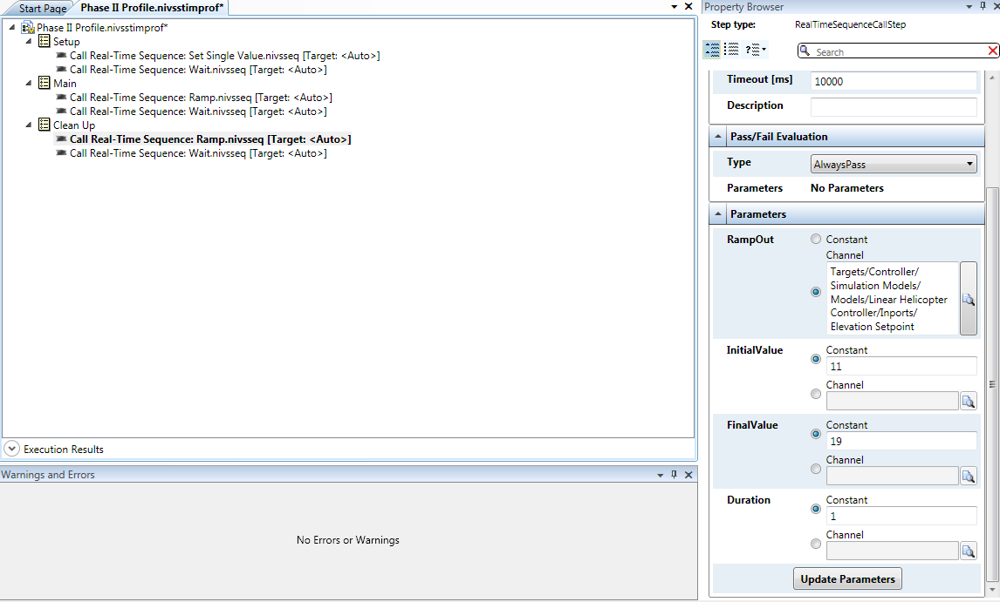 Start Page
Phase II Profile.nivsstimprof*
Phase II Profile.nivsstimprof*
Setup
Call Real-Time Sequence: Set Single Value.nivsseq [Target: <Auto>]
Call Real-Time Sequence: Wait.nivsseq [Target: <Auto>]
Main
Call Real-Time Sequence: Ramp.nivsseq [Target: <Auto>]
Call Real-Time Sequence: Wait.nivsseq [Target: <Auto>]
Clean Up
Call Real-Time Sequence: Ramp.nivsseq [Target: <Auto>]
Call Real-Time Sequence: Wait.nivsseq [Target: <Auto>]
Execution Results
Warnings and Errors
No Errors or Warnings
Property Browser
Step type: RealTimeSequenceCallStep
Search
Timeout [ms] 10000
Description
Pass/Fail Evaluation
Type AlwaysPass
Parameters No Parameters
Parameters
RampOut Constant
Channel
Targets/Controller/
Simulation Models/
Models/Linear Helicopter
Controller/Inports/
Elevation Setpoint
InitialValue Constant
11
Channel
FinalValue Constant
19
Channel
Duration Constant
1
Channel
Update Parameters